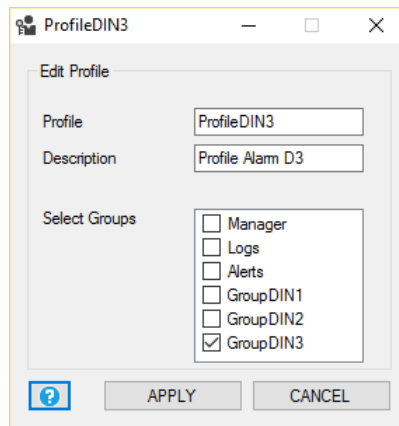 ProfileDIN3
Edit Profile
Profile ProfileDIN3
Description Profile Alarm D3
Select Groups
Manager
Logs
Alerts
GroupDIN1
GroupDIN2
GroupDIN3
? APPLY CANCEL